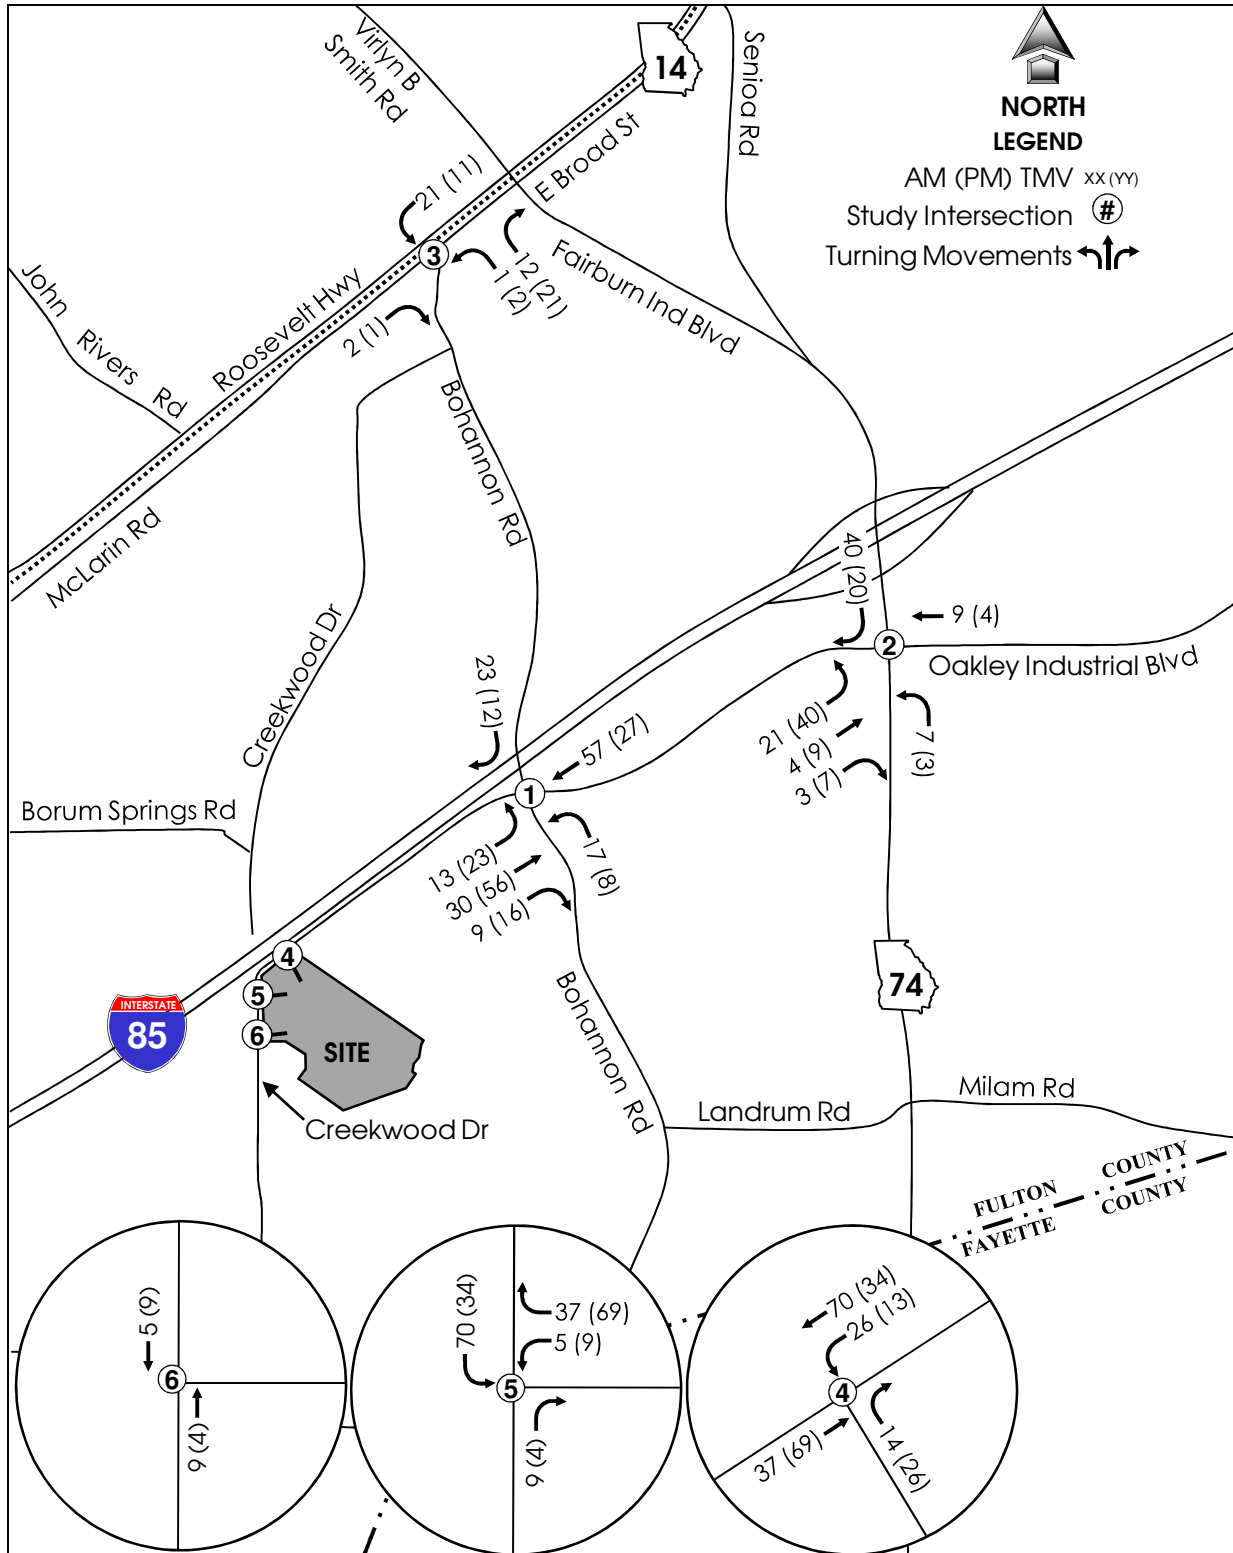 Virlyn B
Smith Rd
14
Senioa Rd
NORTH
LEGEND
AM (PM) TMV XX (YY)
Study Intersection #
Turning Movements
E Broad St
21 (11)
3
12 (21)
1 (2)
Fairburn Ind Blvd
John Rivers Rd
Roosevelt Hwy
2 (1)
Bohannon Rd
McLarin Rd
Creekwood Dr
40 (20)
9 (4)
2
Oakley Industrial Blvd
23 (12)
57 (27)
21 (40)
4 (9)
3 (7)
7 (3)
1
Borum Springs Rd
13 (23)
30 (56)
9 (16)
17 (8)
4
5
6
SITE
INTERSTATE
85
74
Bohannon Rd
Creekwood Dr
Landrum Rd
Milam Rd
FULTON COUNTY
FAYETTE COUNTY
5 (9)
6
9 (4)
70 (34)
37 (69)
5 (9)
5
9 (4)
70 (34)
26 (13)
4
37 (69)
14 (26)